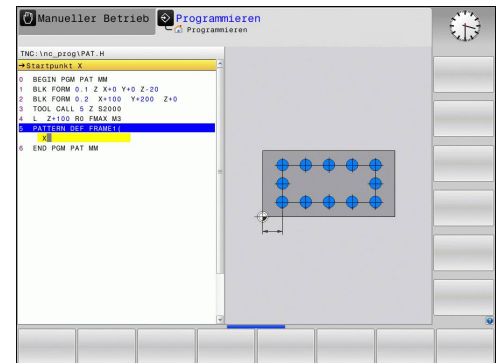 Manueller Betrieb
Programmieren
Programmieren
TNC:\nc_prog\PAT.H
→Startpunkt X
0 BEGIN PGM PAT MM
1 BLK FORM 0.1 Z X+0 Y+0 Z-20
2 BLK FORM 0.2 X+100 Y+200 Z+0
3 TOOL CALL 5 Z S2000
4 L Z+100 R0 FMAX M3
5 PATTERN DEF FRAME1(
X
6 END PGM PAT MM